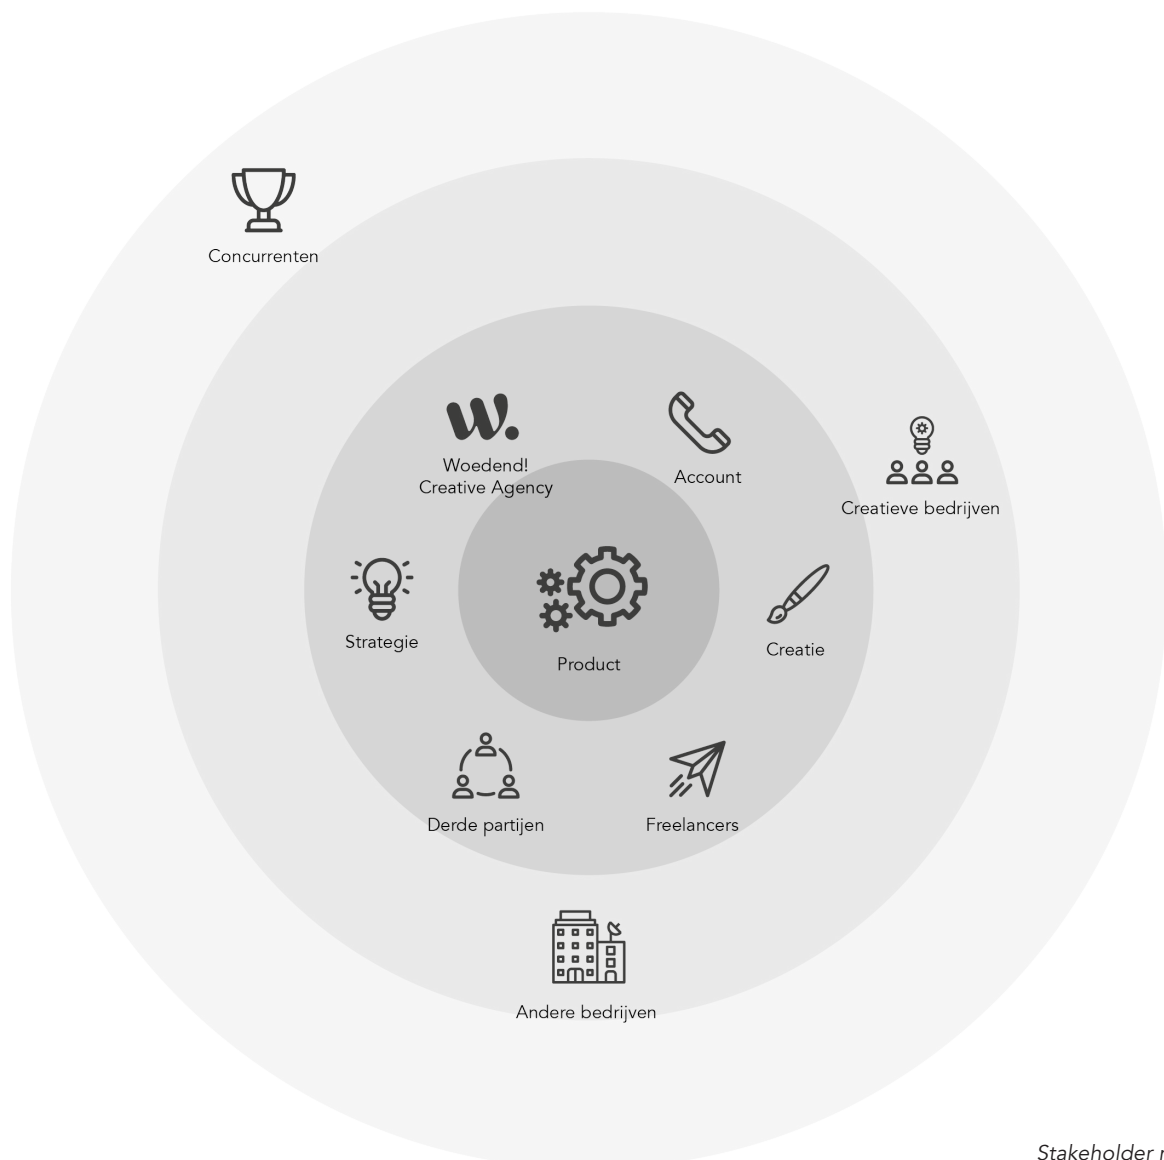 Concurrenten
W.
Woedend!
Creative Agency
Account
Creatieve bedrijven
Strategie
Creatie
Product
Derde partijen
Freelancers
Andere bedrijven
Stakeholder